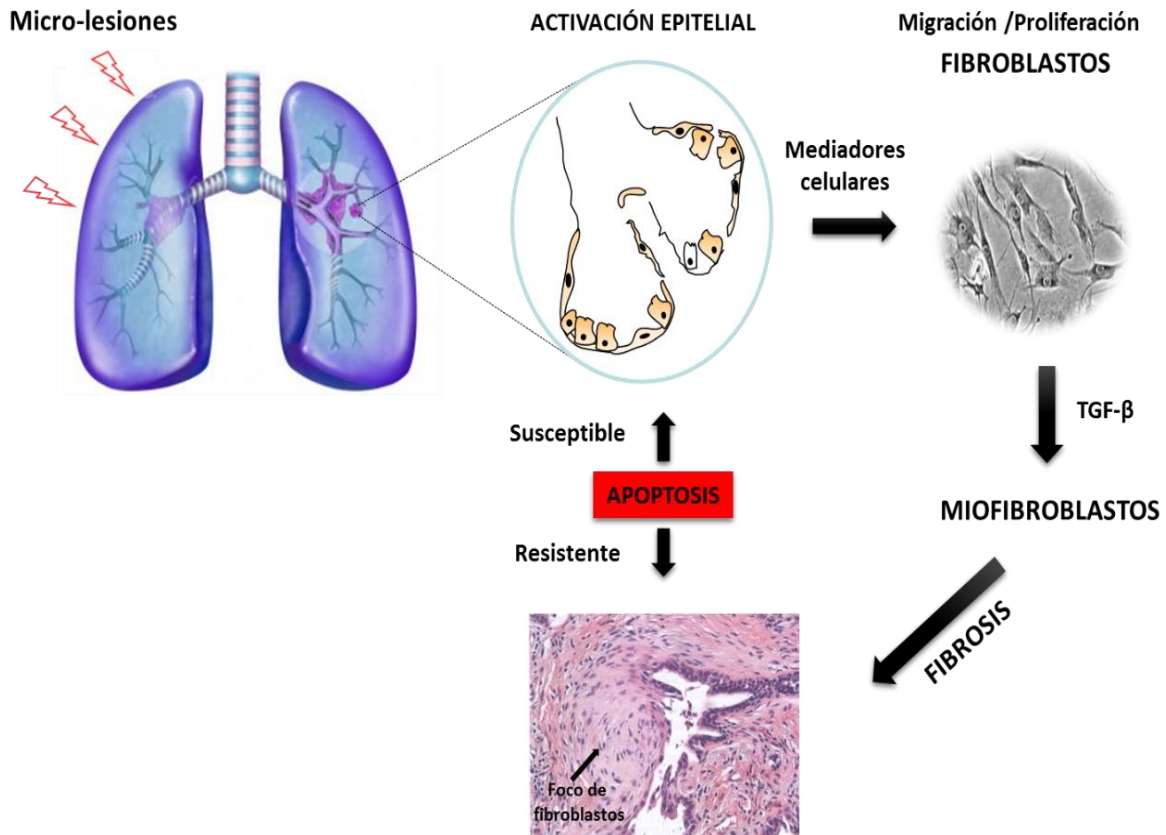 Micro-lesiones
ACTIVACIÓN EPITELIAL
Migración /Proliferación
FIBROBLASTOS
Mediadores
celulares
TGF-β
Susceptible
APOPTOSIS
Resistente
MIOFIBROBLASTOS
FIBROSIS
Foco de
fibroblastos